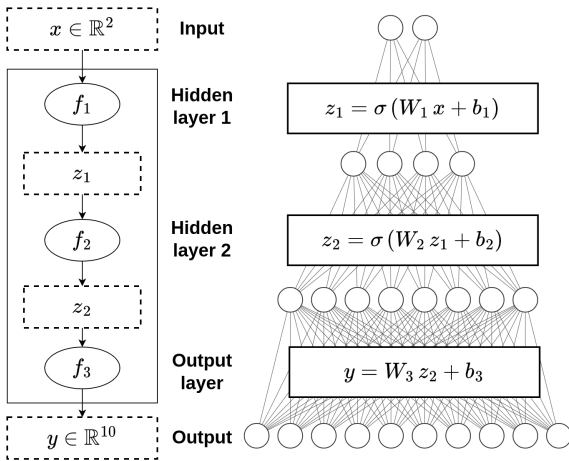 x ∈ ℝ²
Input
f₁
Hidden
layer 1
z₁ = σ (W₁ x + b₁)
z₁
f₂
Hidden
layer 2
z₂ = σ (W₂ z₁ + b₂)
z₂
f₃
Output
layer
y = W₃ z₂ + b₃
y ∈ ℝ¹⁰
Output